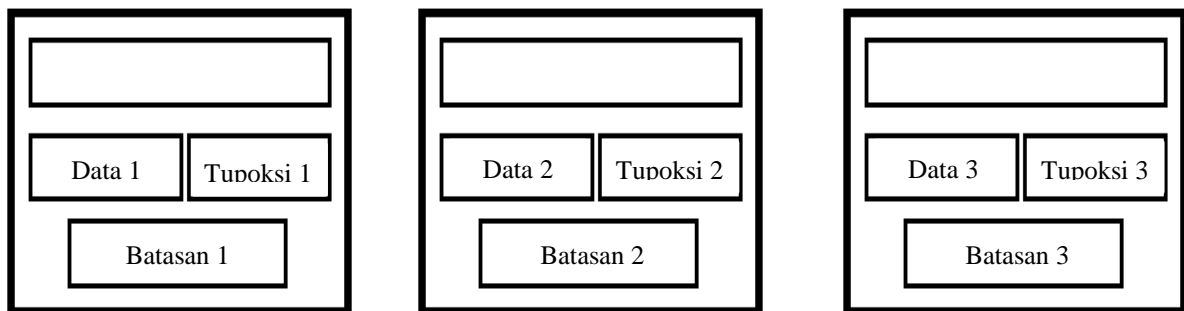 Data 1 Tupoksi 1 Data 2 Tupoksi 2 Data 3 Tupoksi 3
Batasan 1 Batasan 2 Batasan 3